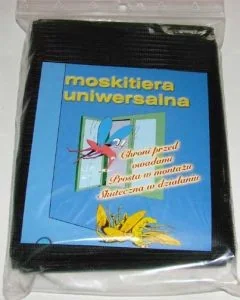 moskitiera
uniwersalna
Chroni przed
owadami
Prosta w montażu
Skuteczna w działaniu